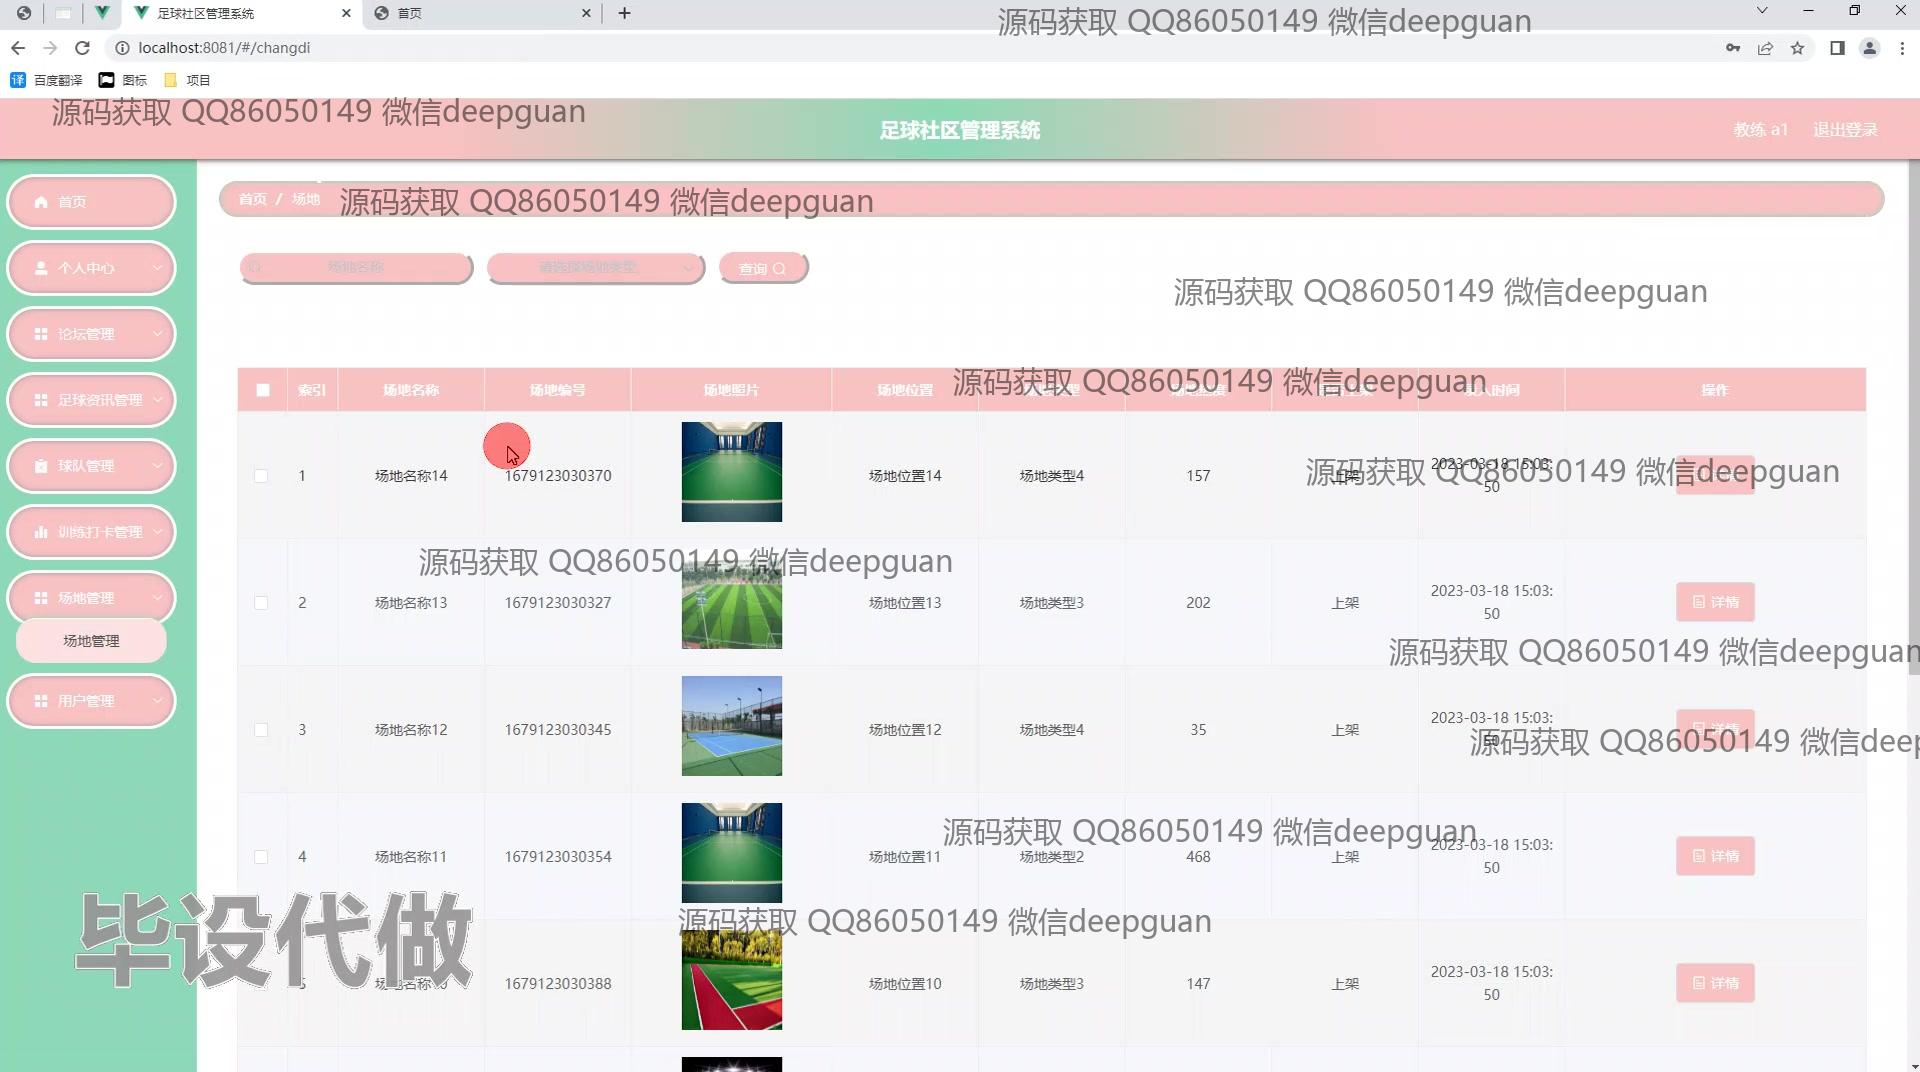 足球社区管理系统
首页
源码获取 QQ86050149 微信deepguan
localhost:8081/#/changdi
百度翻译
图标
项目
源码获取 QQ86050149 微信deepguan
足球社区管理系统
教练 a1
退出登录
首页
个人中心
论坛管理
足球资讯管理
球队管理
训练打卡管理
场地管理
场地管理
用户管理
首页 / 场地
源码获取 QQ86050149 微信deepguan
场地名称
请选择场地类型
查询
源码获取 QQ86050149 微信deepguan
索引 场地名称 场地编号 场地照片 场地位置 操作
源码获取 QQ86050149 微信deepguan
1 场地名称14 1679123030370 场地位置14 场地类型4 157 上架 2023-03-18 15:03:50
源码获取 QQ86050149 微信deepguan
源码获取 QQ86050149 微信deepguan
2 场地名称13 1679123030327 场地位置13 场地类型3 202 上架 2023-03-18 15:03:50 详情
源码获取 QQ86050149 微信deepguan
3 场地名称12 1679123030345 场地位置12 场地类型4 35 上架 2023-03-18 15:03:50 详情
源码获取 QQ86050149 微信deep
源码获取 QQ86050149 微信deepguan
4 场地名称11 1679123030354 场地位置11 场地类型2 468 上架 2023-03-18 15:03:50 详情
源码获取 QQ86050149 微信deepguan
毕设代做
5 场地名称10 1679123030388 场地位置10 场地类型3 147 上架 2023-03-18 15:03:50 详情